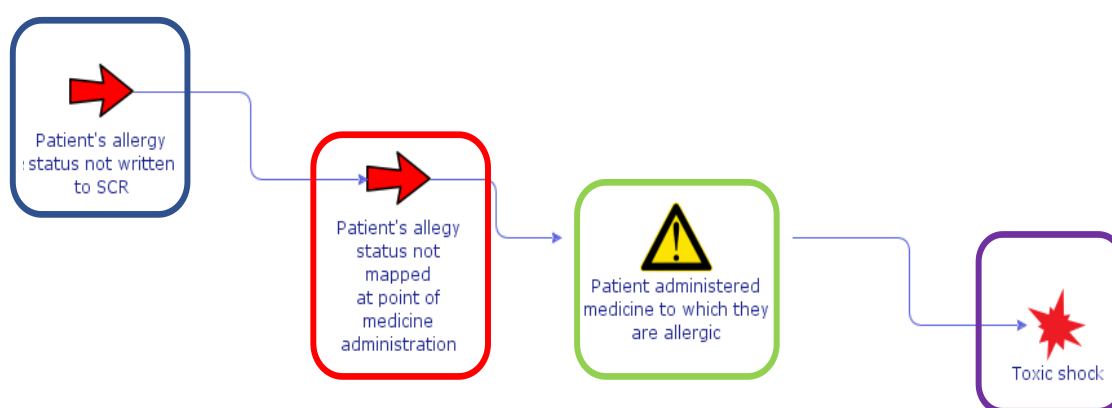 Patient's allergy
status not written
to SCR
Patient's allegy
status not
mapped
at point of
medicine
administration
Patient administered
medicine to which they
are allergic
Toxic shock